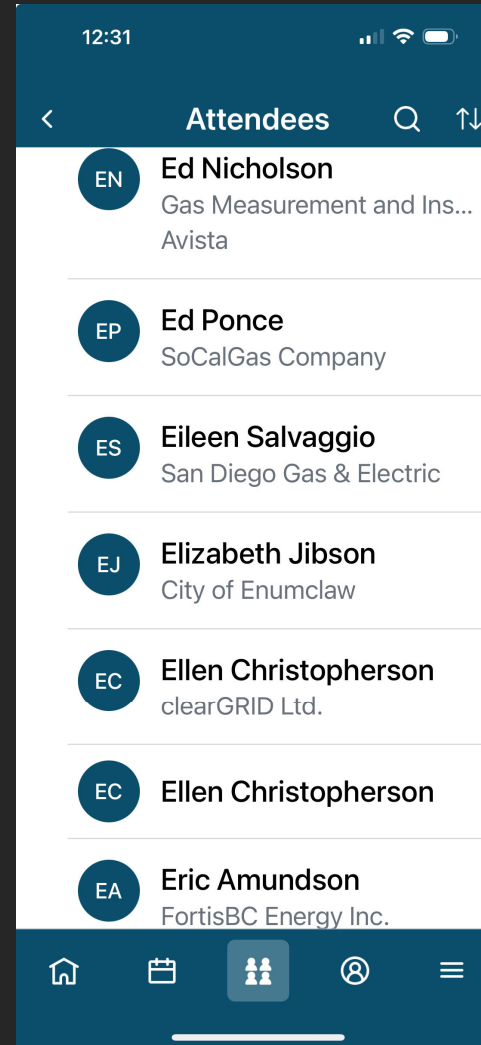 12:31
Attendees
EN
Ed Nicholson
Gas Measurement and Ins...
Avista
EP
Ed Ponce
SoCalGas Company
ES
Eileen Salvaggio
San Diego Gas & Electric
EJ
Elizabeth Jibson
City of Enumclaw
EC
Ellen Christopherson
clearGRID Ltd.
EC
Ellen Christopherson
EA
Eric Amundson
FortisBC Energy Inc.